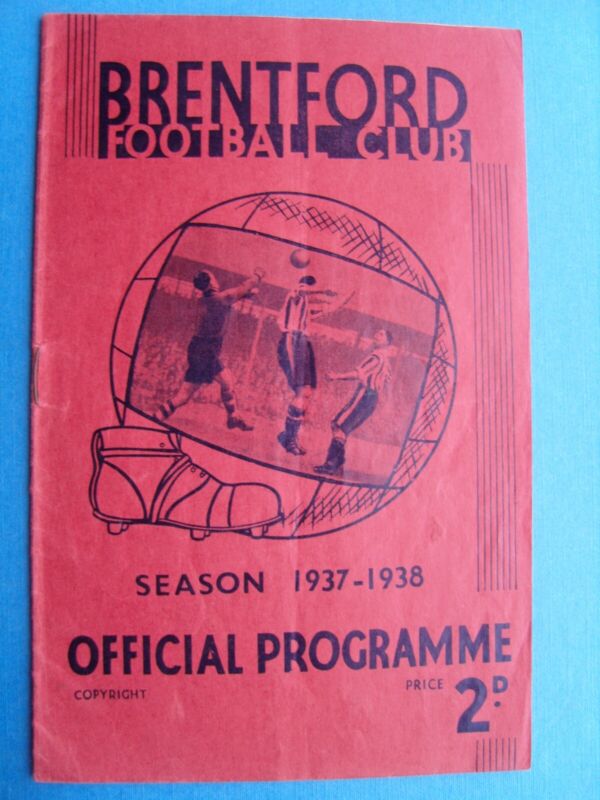 BRENTFORD
FOOTBALL CLUB
SEASON 1937-1938
OFFICIAL PROGRAMME
COPYRIGHT PRICE 2D.